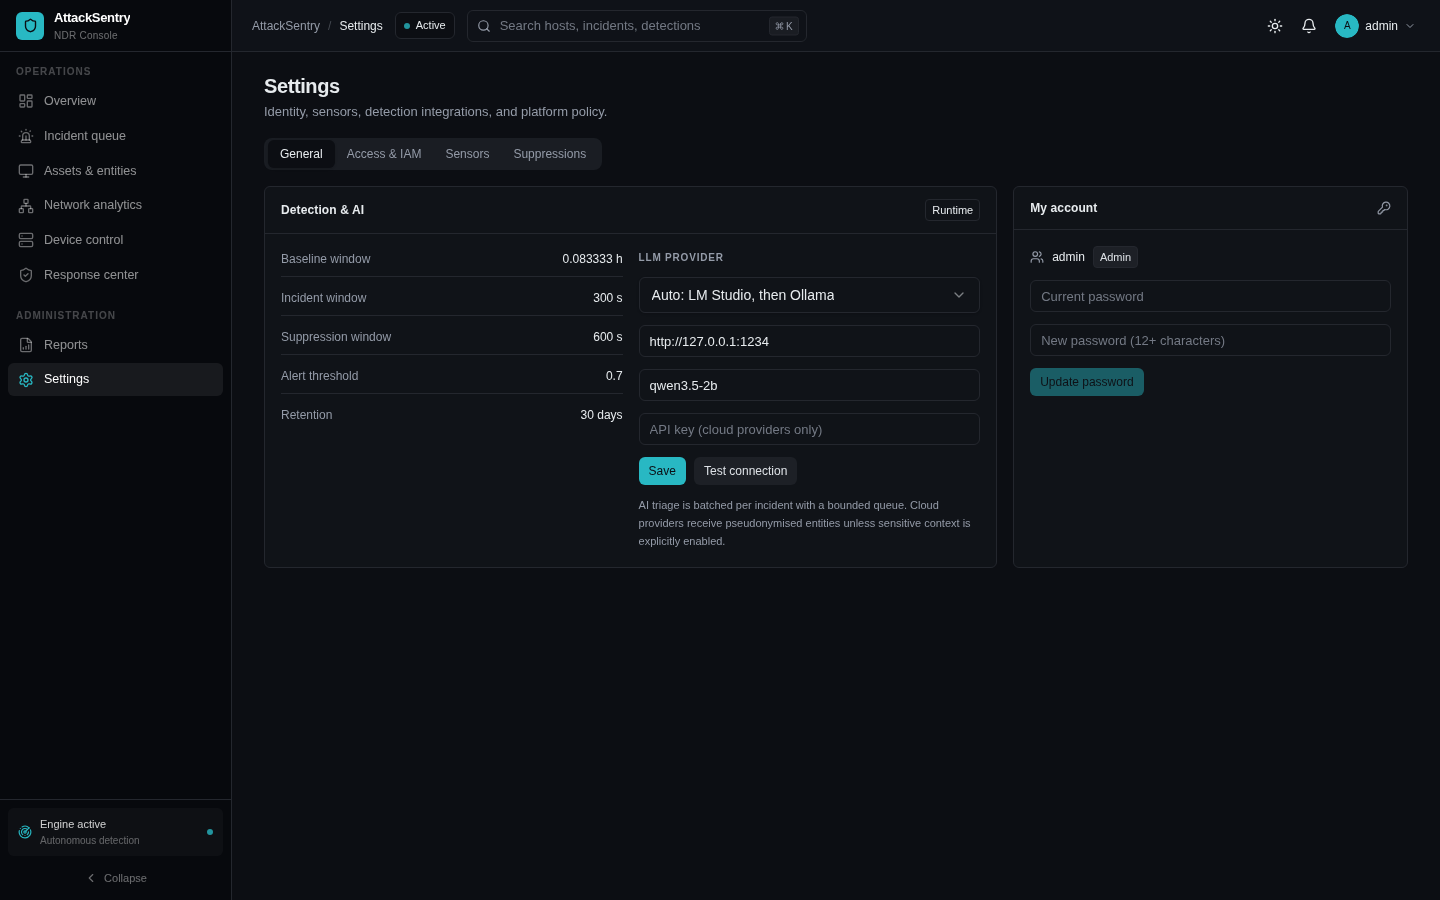 AttackSentry
NDR Console
AttackSentry / Settings
Active
Search hosts, incidents, detections
⌘K
A
admin
OPERATIONS
Overview
Incident queue
Assets & entities
Network analytics
Device control
Response center
ADMINISTRATION
Reports
Settings
Engine active
Autonomous detection
Collapse
Settings
Identity, sensors, detection integrations, and platform policy.
General
Access & IAM
Sensors
Suppressions
Detection & AI
Runtime
Baseline window 0.083333 h
Incident window 300 s
Suppression window 600 s
Alert threshold 0.7
Retention 30 days
LLM PROVIDER
Auto: LM Studio, then Ollama
http://127.0.0.1:1234
qwen3.5-2b
API key (cloud providers only)
Save
Test connection
AI triage is batched per incident with a bounded queue. Cloud
providers receive pseudonymised entities unless sensitive context is
explicitly enabled.
My account
admin Admin
Current password
New password (12+ characters)
Update password